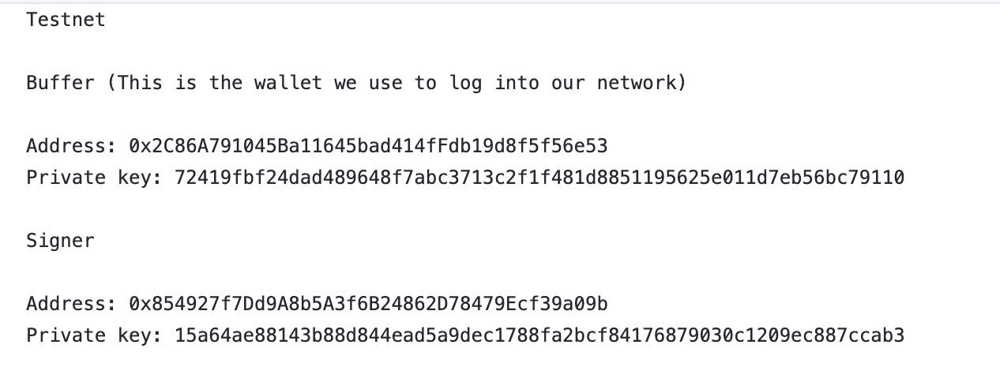 Testnet
Buffer (This is the wallet we use to log into our network)
Address: 0x2C86A791045Ba11645bad414fFdb19d8f5f56e53
Private key: 72419fbf24dad489648f7abc3713c2f1f481d8851195625e011d7eb56bc79110
Signer
Address: 0x854927f7Dd9A8b5A3f6B24862D78479Ecf39a09b
Private key: 15a64ae88143b88d844ead5a9dec1788fa2bcf84176879030c1209ec887ccab3